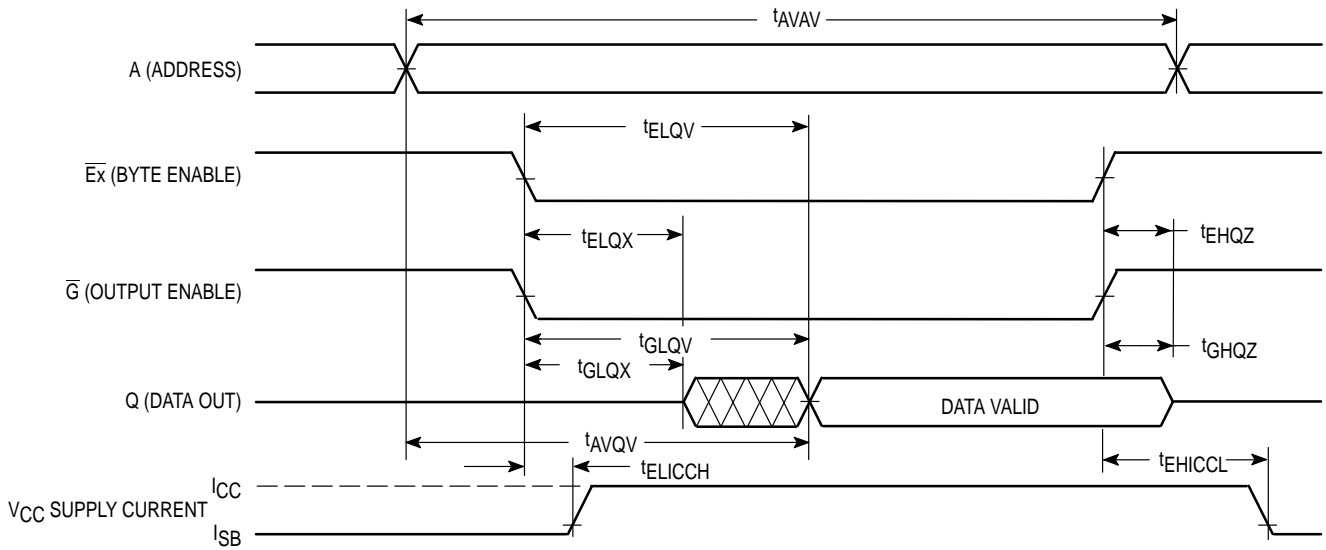 tAVAV
A (ADDRESS)
tELQV
Ex (BYTE ENABLE)
tELQX
tEHQZ
G (OUTPUT ENABLE)
tGLQV
tGHQZ
tGLQX
Q (DATA OUT)
DATA VALID
tAVQV
tELICCH
tEHICCL
ICC
VCC SUPPLY CURRENT
ISB